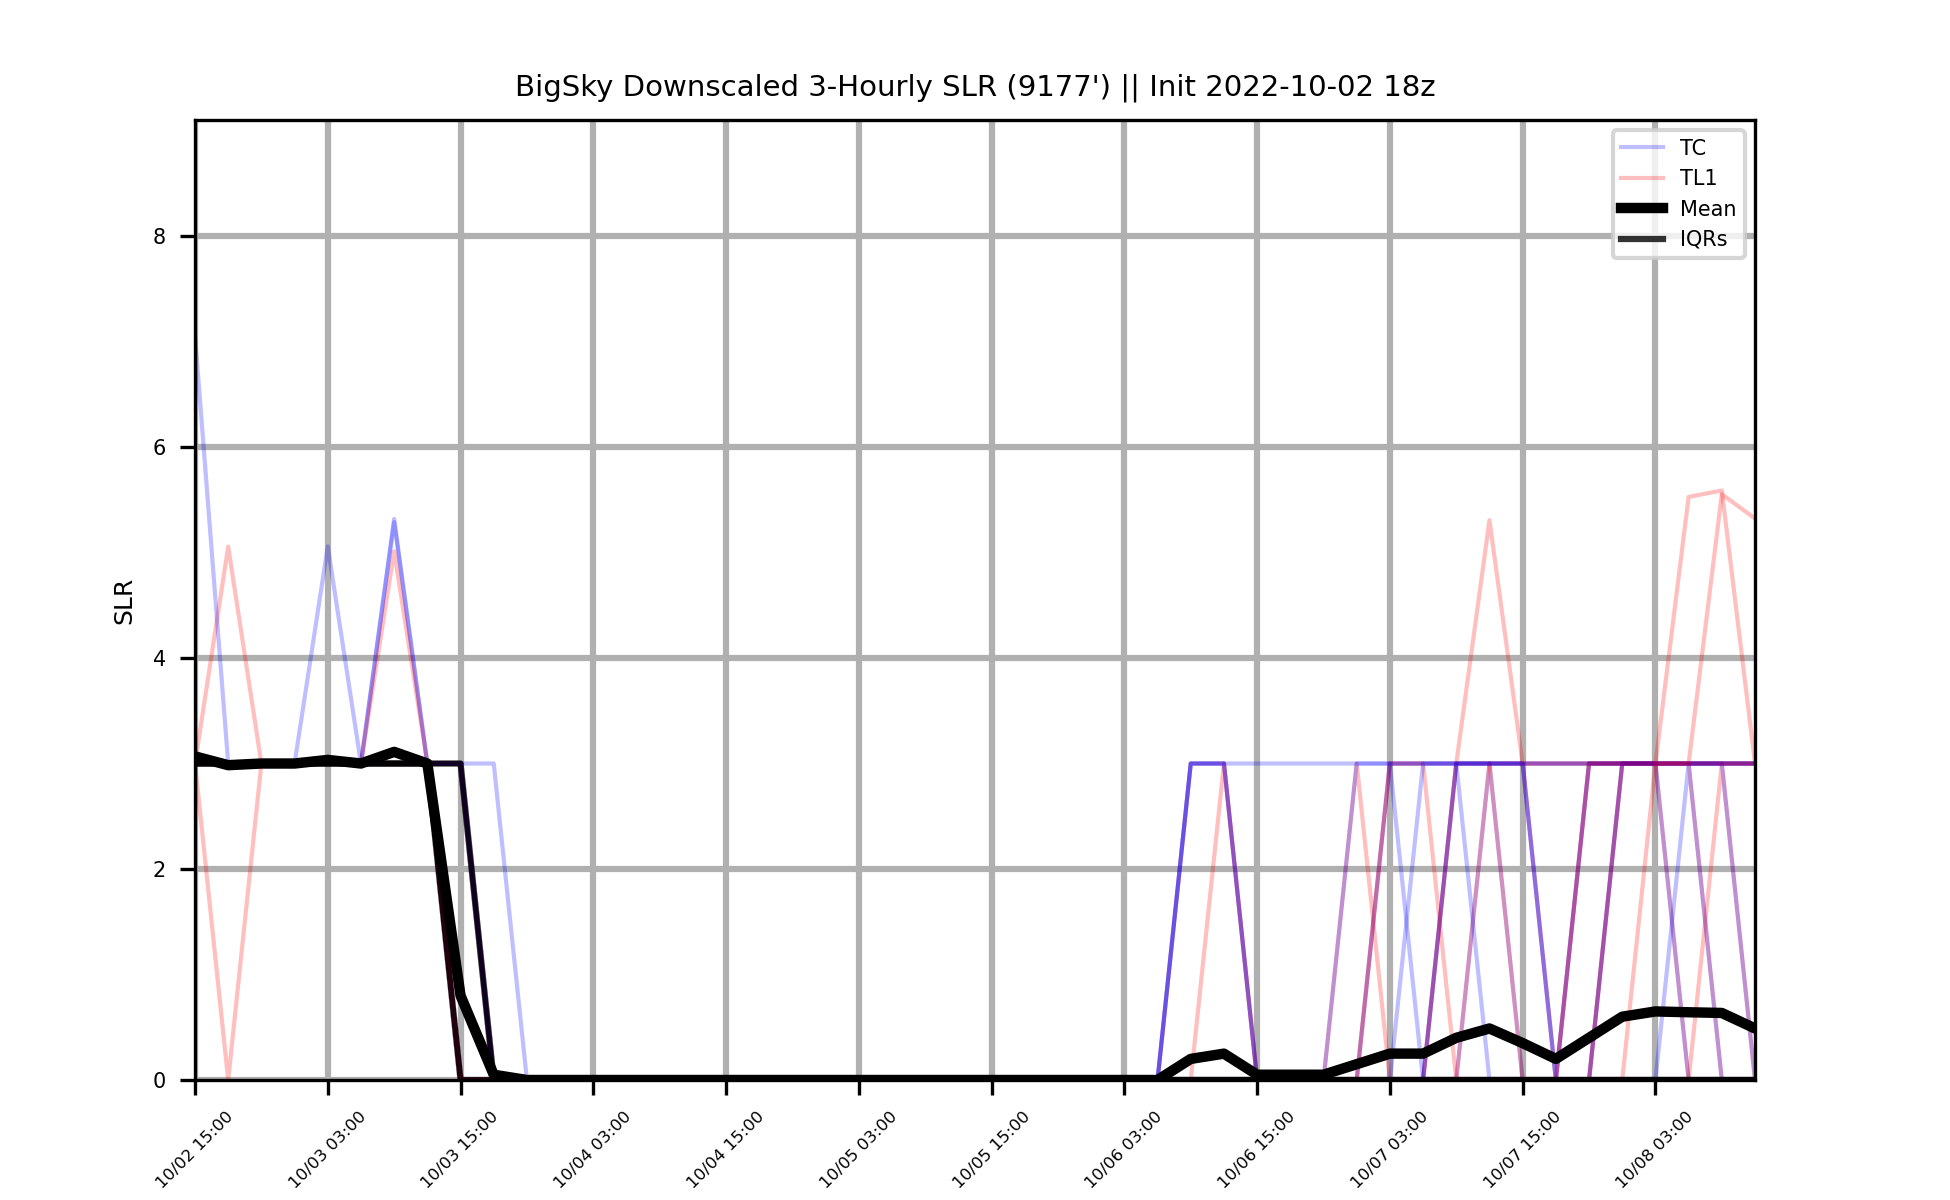 BigSky Downscaled 3-Hourly SLR (9177') || Init 2022-10-02 18z
TC
TL1
Mean
IQRs
SLR
8
6
4
2
0
10/02 15:00
10/03 03:00
10/03 15:00
10/04 03:00
10/04 15:00
10/05 03:00
10/05 15:00
10/06 03:00
10/06 15:00
10/07 03:00
10/07 15:00
10/08 03:00